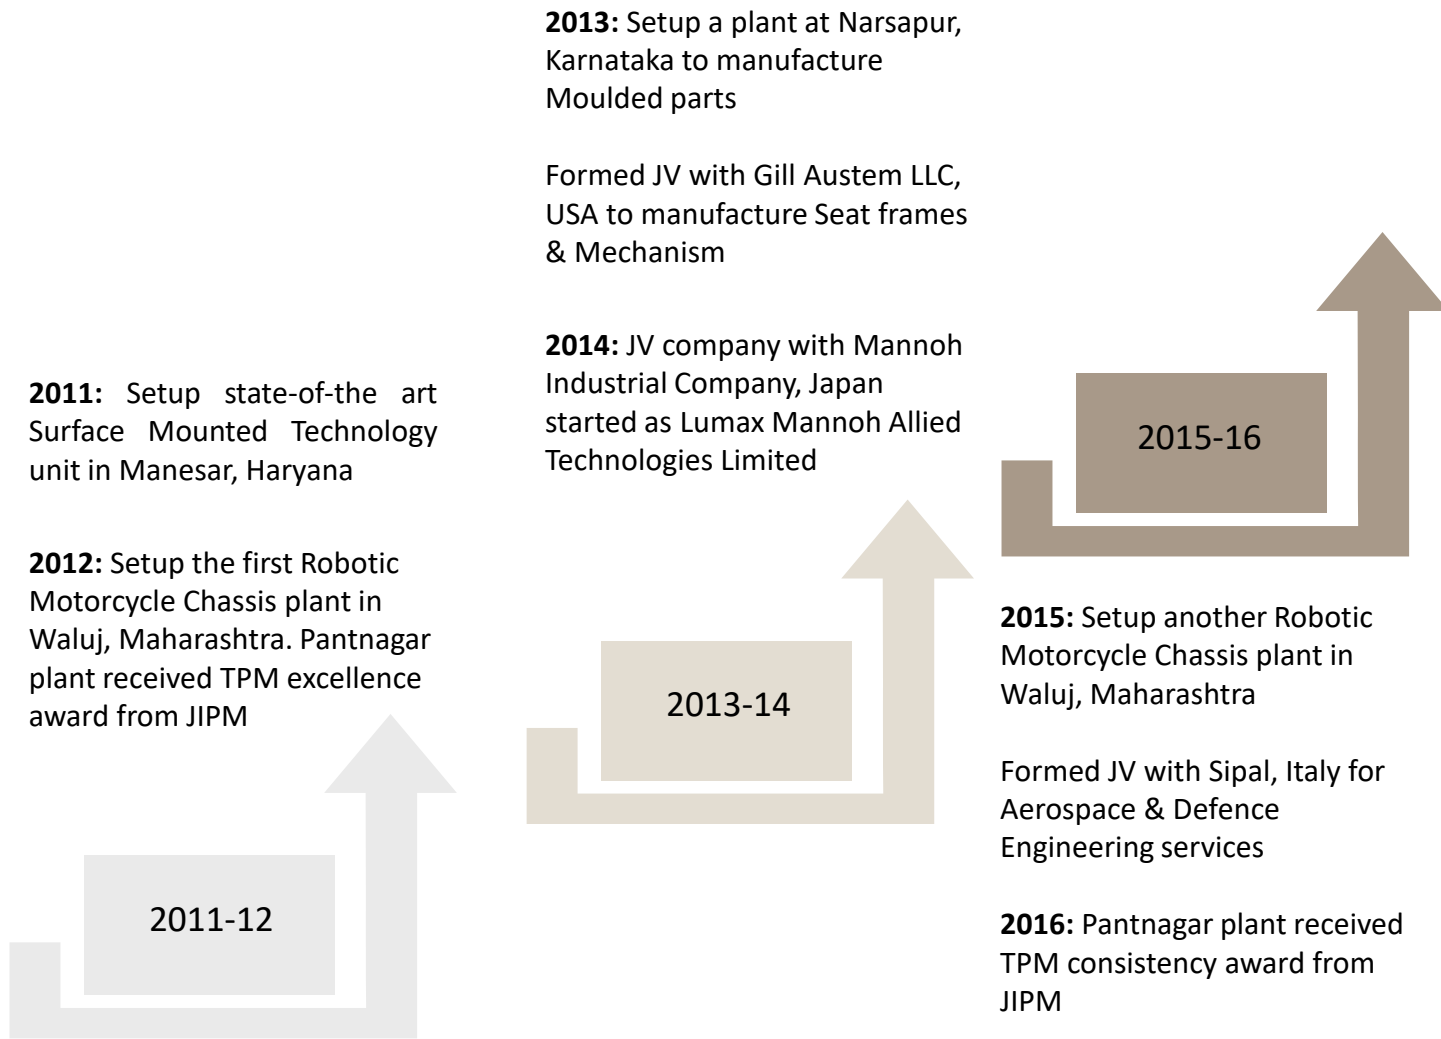 2011: Setup state-of-the art
Surface Mounted Technology
unit in Manesar, Haryana
2012: Setup the first Robotic
Motorcycle Chassis plant in
Waluj, Maharashtra. Pantnagar
plant received TPM excellence
award from JIPM
2011-12
2013: Setup a plant at Narsapur,
Karnataka to manufacture
Moulded parts
Formed JV with Gill Austem LLC,
USA to manufacture Seat frames
& Mechanism
2014: JV company with Mannoh
Industrial Company, Japan
started as Lumax Mannoh Allied
Technologies Limited
2013-14
2015-16
2015: Setup another Robotic
Motorcycle Chassis plant in
Waluj, Maharashtra
Formed JV with Sipal, Italy for
Aerospace & Defence
Engineering services
2016: Pantnagar plant received
TPM consistency award from
JIPM